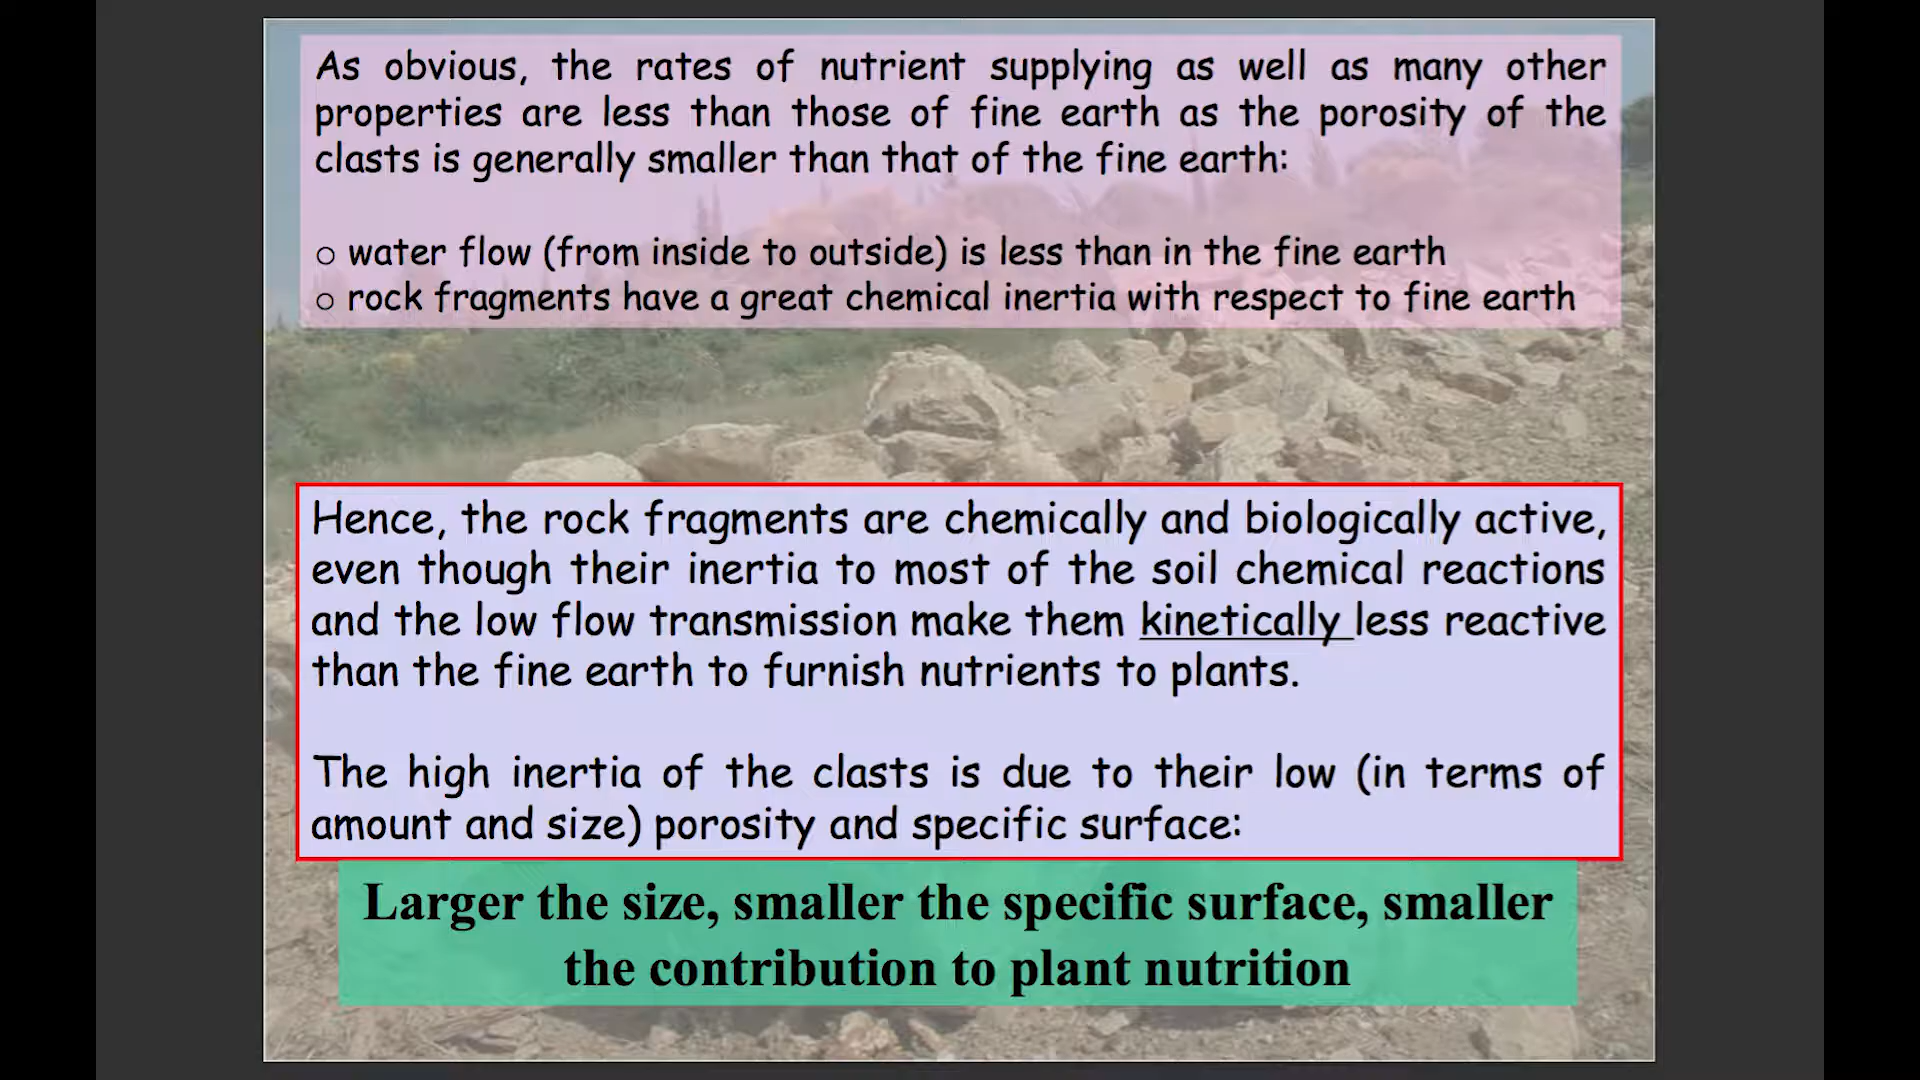 As obvious, the rates of nutrient supplying as well as many other
properties are less than those of fine earth as the porosity of the
clasts is generally smaller than that of the fine earth:
o water flow (from inside to outside) is less than in the fine earth
o rock fragments have a great chemical inertia with respect to fine earth
Hence, the rock fragments are chemically and biologically active,
even though their inertia to most of the soil chemical reactions
and the low flow transmission make them kinetically less reactive
than the fine earth to furnish nutrients to plants.
The high inertia of the clasts is due to their low (in terms of
amount and size) porosity and specific surface:
Larger the size, smaller the specific surface, smaller
the contribution to plant nutrition